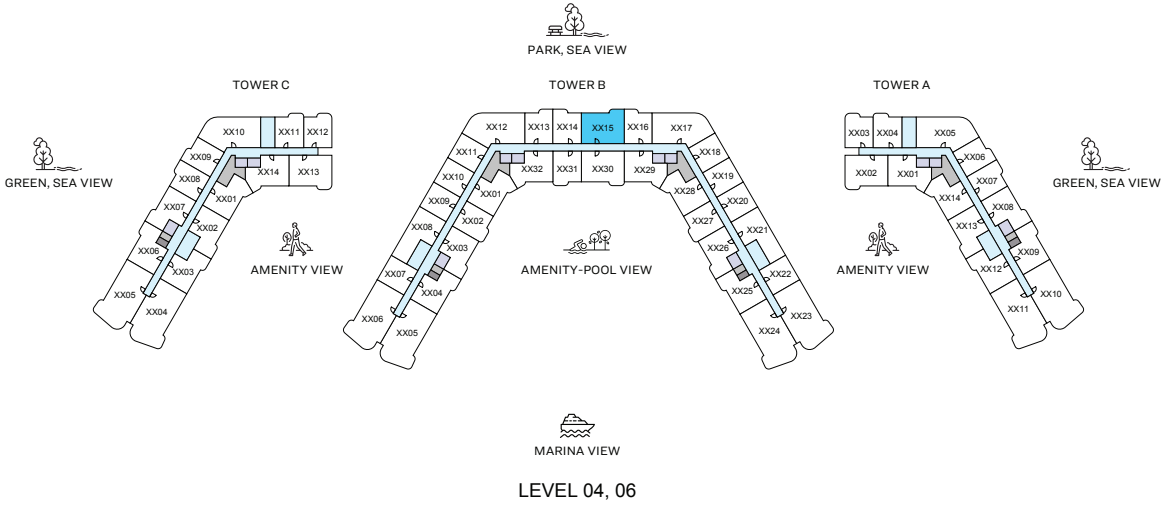 PARK, SEA VIEW
TOWER C
TOWER B
TOWER A
GREEN, SEA VIEW
XX10
XX11
XX12
XX09
XX14
XX13
XX08
XX01
XX07
XX02
XX06
XX03
XX05
XX04
AMENITY VIEW
XX12
XX13
XX14
XX15
XX16
XX17
XX11
XX32
XX31
XX30
XX29
XX18
XX10
XX01
XX28
XX19
XX09
XX02
XX27
XX20
XX08
XX03
XX26
XX21
XX07
XX04
XX25
XX22
XX06
XX05
XX24
XX23
AMENITY-POOL VIEW
XX03
XX04
XX05
XX02
XX01
XX06
XX14
XX07
XX13
XX08
XX12
XX09
XX11
XX10
AMENITY VIEW
GREEN, SEA VIEW
MARINA VIEW
LEVEL 04, 06